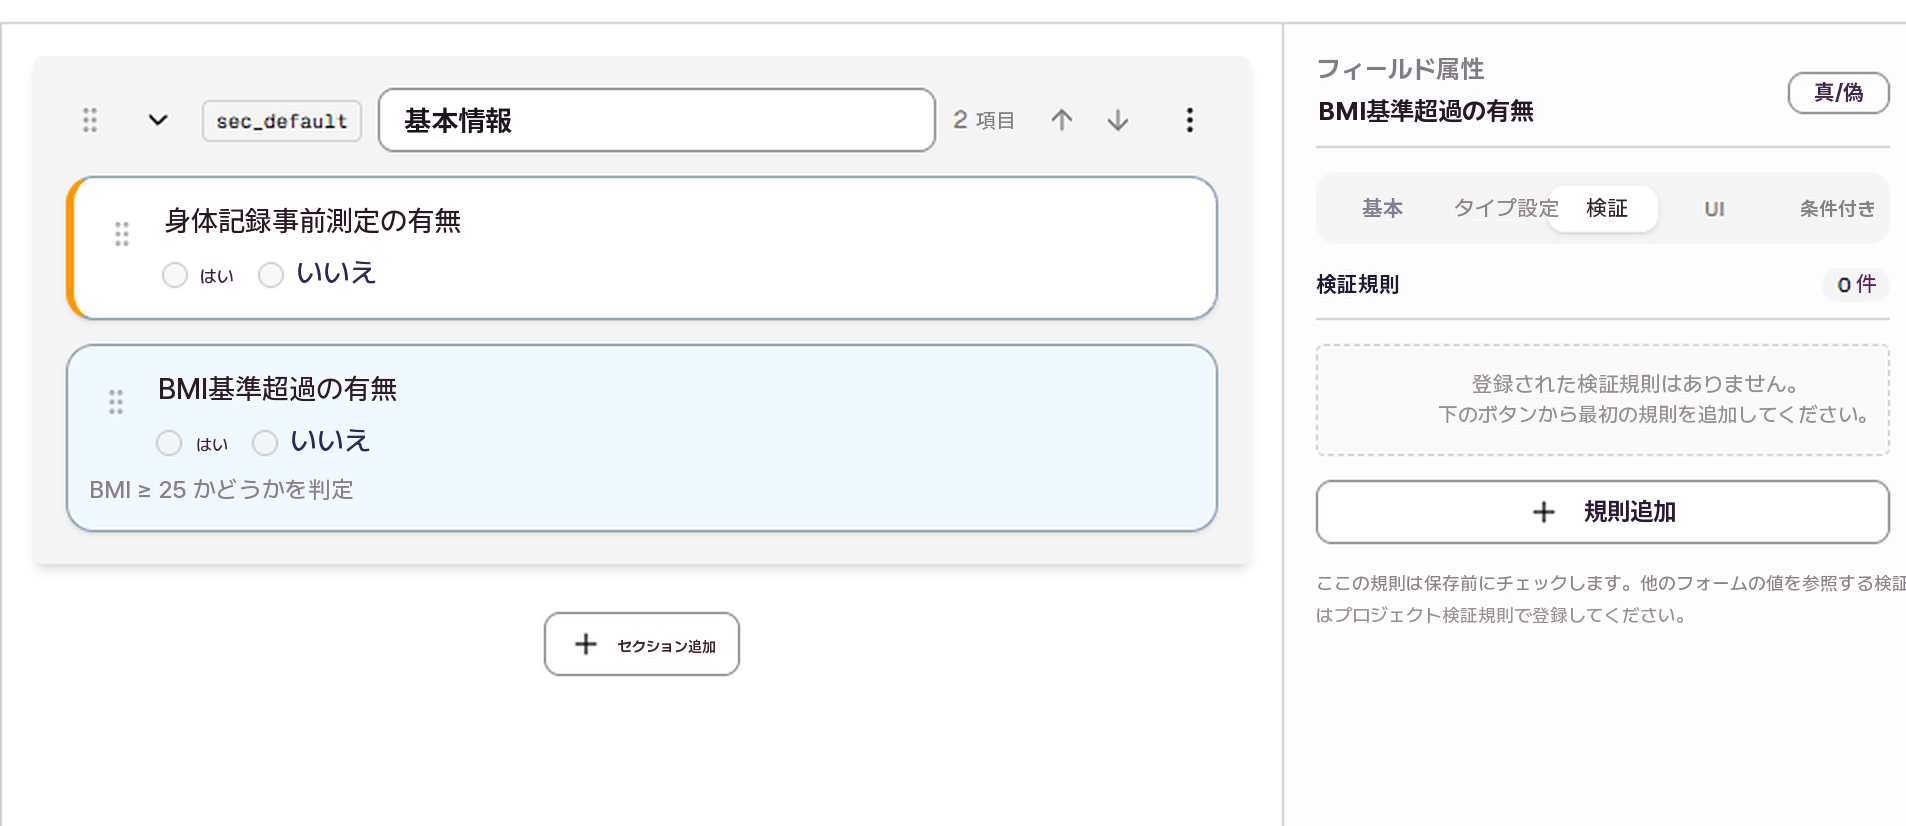 sec_default 基本情報 2 項目
身体記録事前測定の有無
はい いいえ
BMI基準超過の有無
はい いいえ
BMI ≥ 25 かどうかを判定
セクション追加
フィールド属性
BMI基準超過の有無
真/偽
基本 タイプ設定 検証 UI 条件付き
検証規則 0 件
登録された検証規則はありません。
下のボタンから最初の規則を追加してください。
規則追加
ここの規則は保存前にチェックします。他のフォームの値を参照する検証
はプロジェクト検証規則で登録してください。